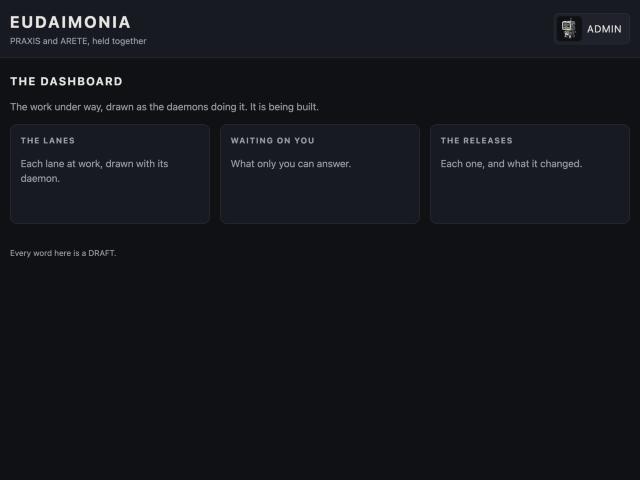 EUDAIMONIA
PRAXIS and ARETE, held together
ADMIN
THE DASHBOARD
The work under way, drawn as the daemons doing it. It is being built.
THE LANES
Each lane at work, drawn with its
daemon.
WAITING ON YOU
What only you can answer.
THE RELEASES
Each one, and what it changed.
Every word here is a DRAFT.